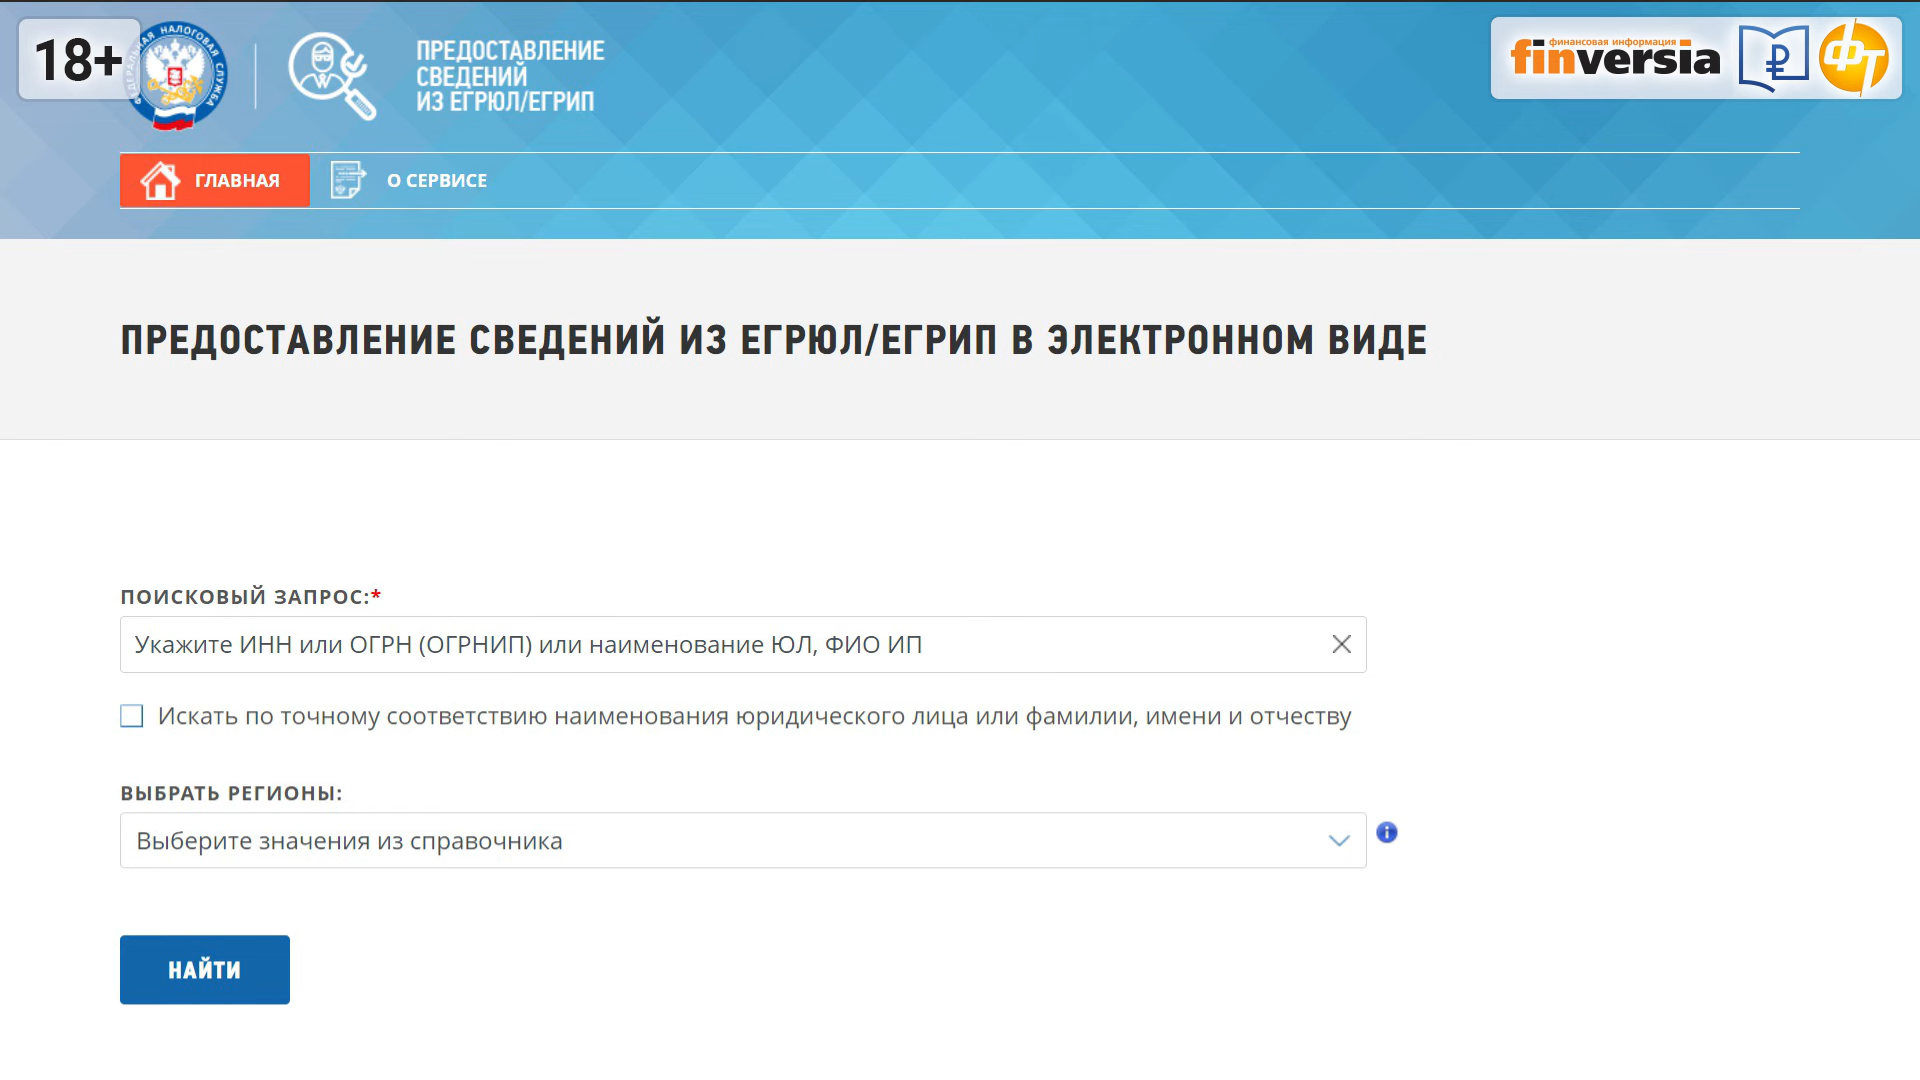 18+
ФЕДЕРАЛЬНАЯ НАЛОГОВАЯ СЛУЖБА
ПРЕДОСТАВЛЕНИЕ
СВЕДЕНИЙ
ИЗ ЕГРЮЛ/ЕГРИП
финансовая информация
finversia
ФТ
ГЛАВНАЯ
О СЕРВИСЕ
ПРЕДОСТАВЛЕНИЕ СВЕДЕНИЙ ИЗ ЕГРЮЛ/ЕГРИП В ЭЛЕКТРОННОМ ВИДЕ
ПОИСКОВЫЙ ЗАПРОС:*
Укажите ИНН или ОГРН (ОГРНИП) или наименование ЮЛ, ФИО ИП
Искать по точному соответствию наименования юридического лица или фамилии, имени и отчеству
ВЫБРАТЬ РЕГИОНЫ:
Выберите значения из справочника
НАЙТИ